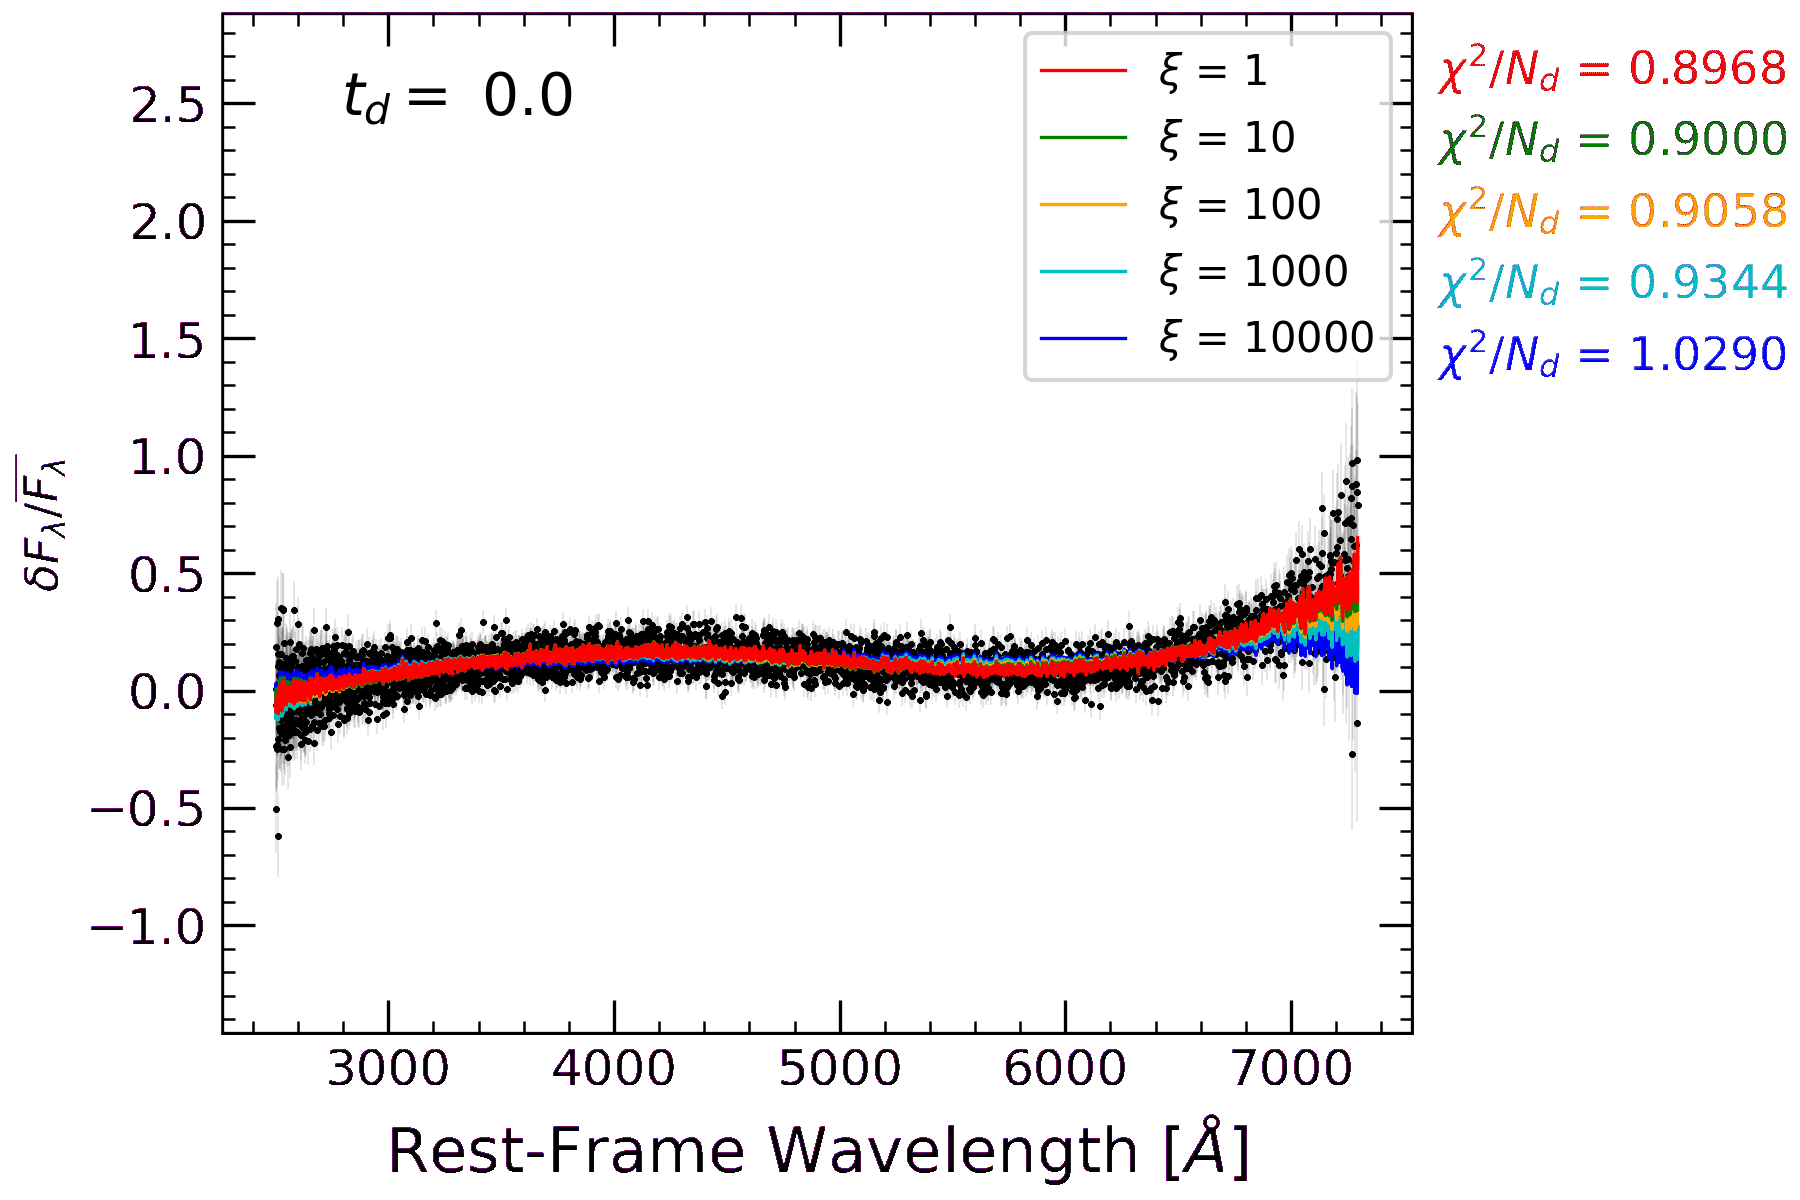 t_d = 0.0
ξ = 1
ξ = 10
ξ = 100
ξ = 1000
ξ = 10000
χ²/N_d = 0.8968
χ²/N_d = 0.9000
χ²/N_d = 0.9058
χ²/N_d = 0.9344
χ²/N_d = 1.0290
2.5
2.0
1.5
1.0
0.5
0.0
−0.5
−1.0
δF_λ/F̅_λ
3000 4000 5000 6000 7000
Rest-Frame Wavelength [Å]